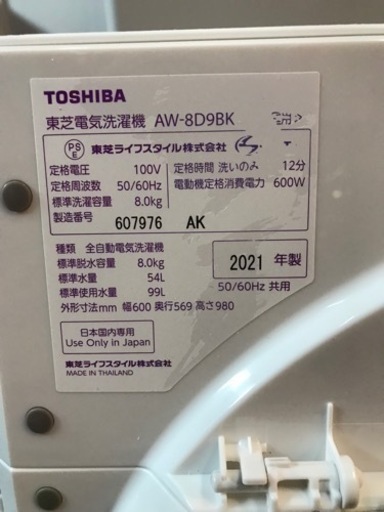 TOSHIBA
東芝電気洗濯機 AW-8D9BK
PS E 東芝ライフスタイル株式会社
定格電圧 100V 定格時間 洗いのみ 12分
定格周波数 50/60Hz 電動機定格消費電力 600W
標準洗濯容量 8.0kg
製造番号 607976 AK
種類 全自動電気洗濯機
標準脱水容量 8.0kg
標準水量 54L
標準使用水量 99L
2021 年製
50/60Hz 共用
外形寸法mm 幅600 奥行569 高さ980
日本国内専用
Use Only in Japan
東芝ライフスタイル株式会社
MADE IN THAILAND